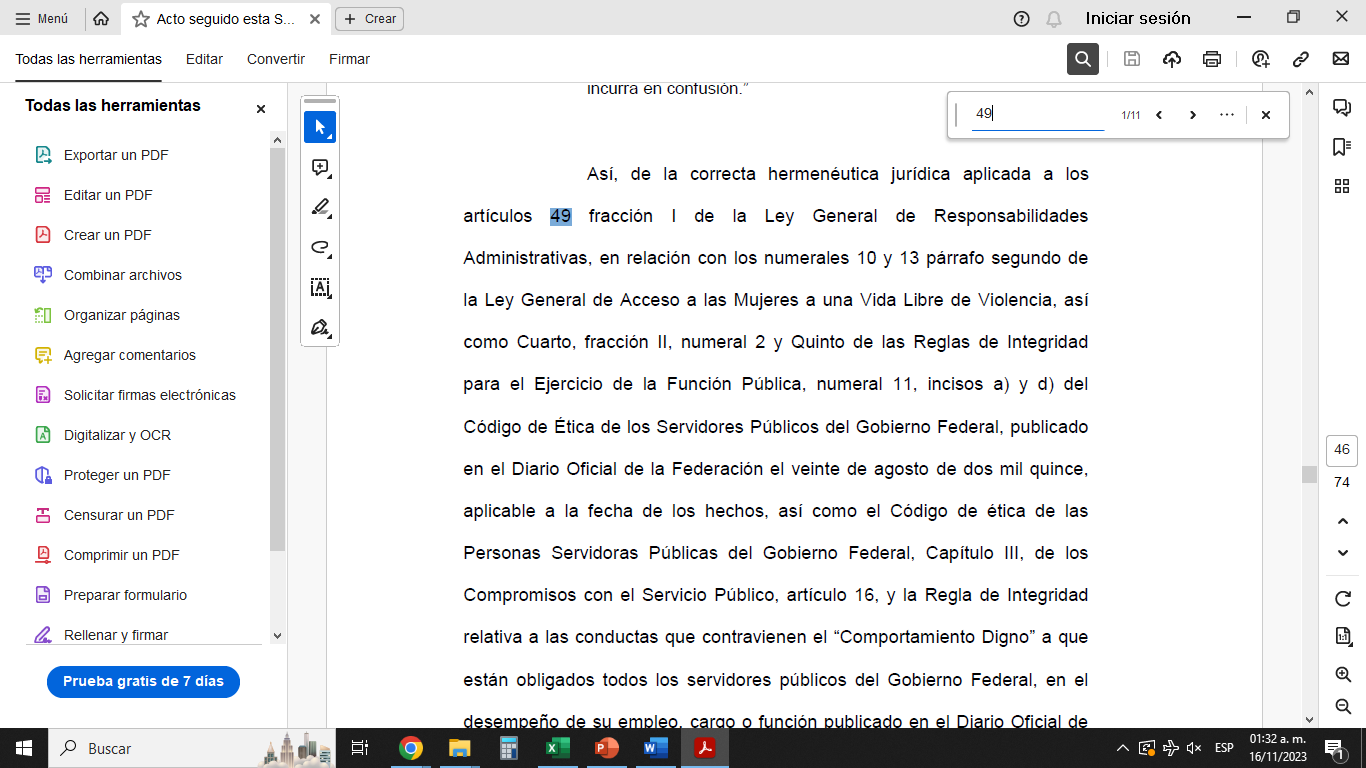 Menú
Acto seguido esta S...
Crear
Iniciar sesión
Todas las herramientas
Editar
Convertir
Firmar
Todas las herramientas
Exportar un PDF
Editar un PDF
Crear un PDF
Combinar archivos
Organizar páginas
Agregar comentarios
Solicitar firmas electrónicas
Digitalizar y OCR
Proteger un PDF
Censurar un PDF
Comprimir un PDF
Preparar formulario
Rellenar y firmar
Prueba gratis de 7 días
49
1/11
incurra en confusión.”
Así, de la correcta hermenéutica jurídica aplicada a los
artículos 49 fracción I de la Ley General de Responsabilidades
Administrativas, en relación con los numerales 10 y 13 párrafo segundo de
la Ley General de Acceso a las Mujeres a una Vida Libre de Violencia, así
como Cuarto, fracción II, numeral 2 y Quinto de las Reglas de Integridad
para el Ejercicio de la Función Pública, numeral 11, incisos a) y d) del
Código de Ética de los Servidores Públicos del Gobierno Federal, publicado
en el Diario Oficial de la Federación el veinte de agosto de dos mil quince,
aplicable a la fecha de los hechos, así como el Código de ética de las
Personas Servidoras Públicas del Gobierno Federal, Capítulo III, de los
Compromisos con el Servicio Público, artículo 16, y la Regla de Integridad
relativa a las conductas que contravienen el “Comportamiento Digno” a que
están obligados todos los servidores públicos del Gobierno Federal, en el
desempeño de su empleo, cargo o función publicado en el Diario Oficial de
46
74
1:1
Buscar
ESP
01:32 a. m.
16/11/2023
1